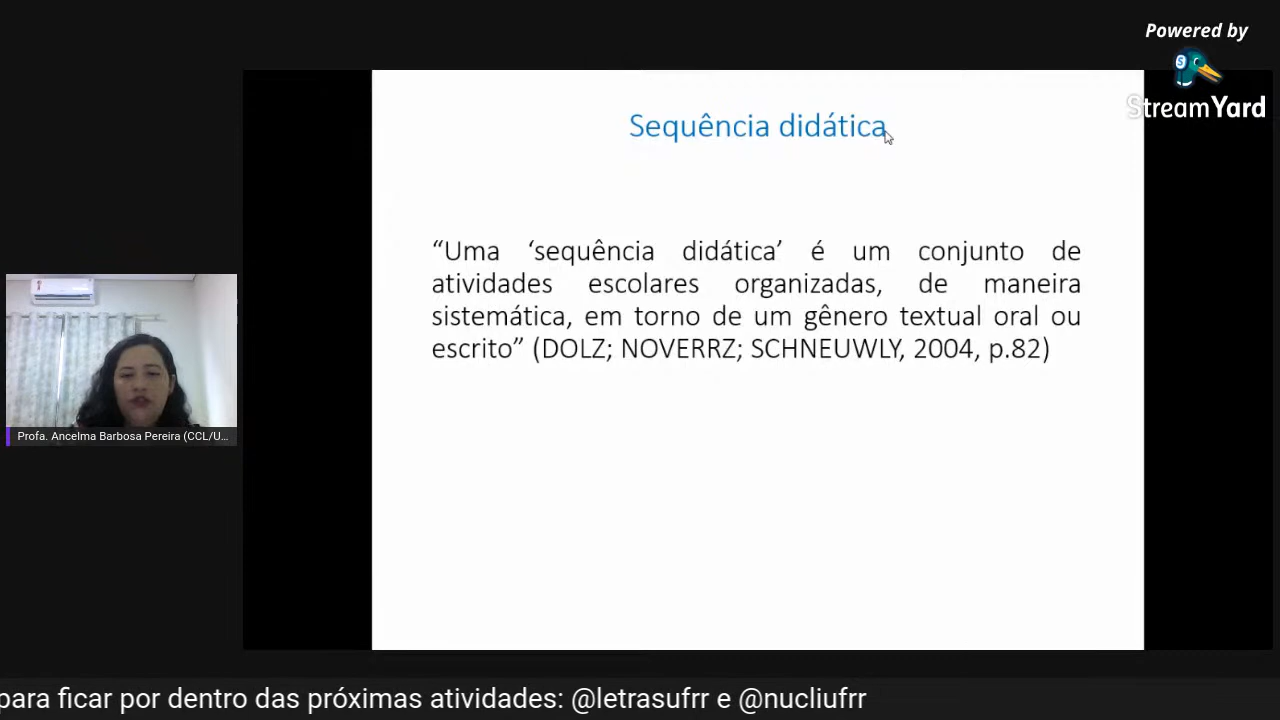 Powered by
StreamYard
Sequência didática
“Uma ‘sequência didática’ é um conjunto de
atividades escolares organizadas, de maneira
sistemática, em torno de um gênero textual oral ou
escrito” (DOLZ; NOVERRZ; SCHNEUWLY, 2004, p.82)
Profa. Ancelma Barbosa Pereira (CCL/U...
para ficar por dentro das próximas atividades: @letrasufrr e @nucliufrr